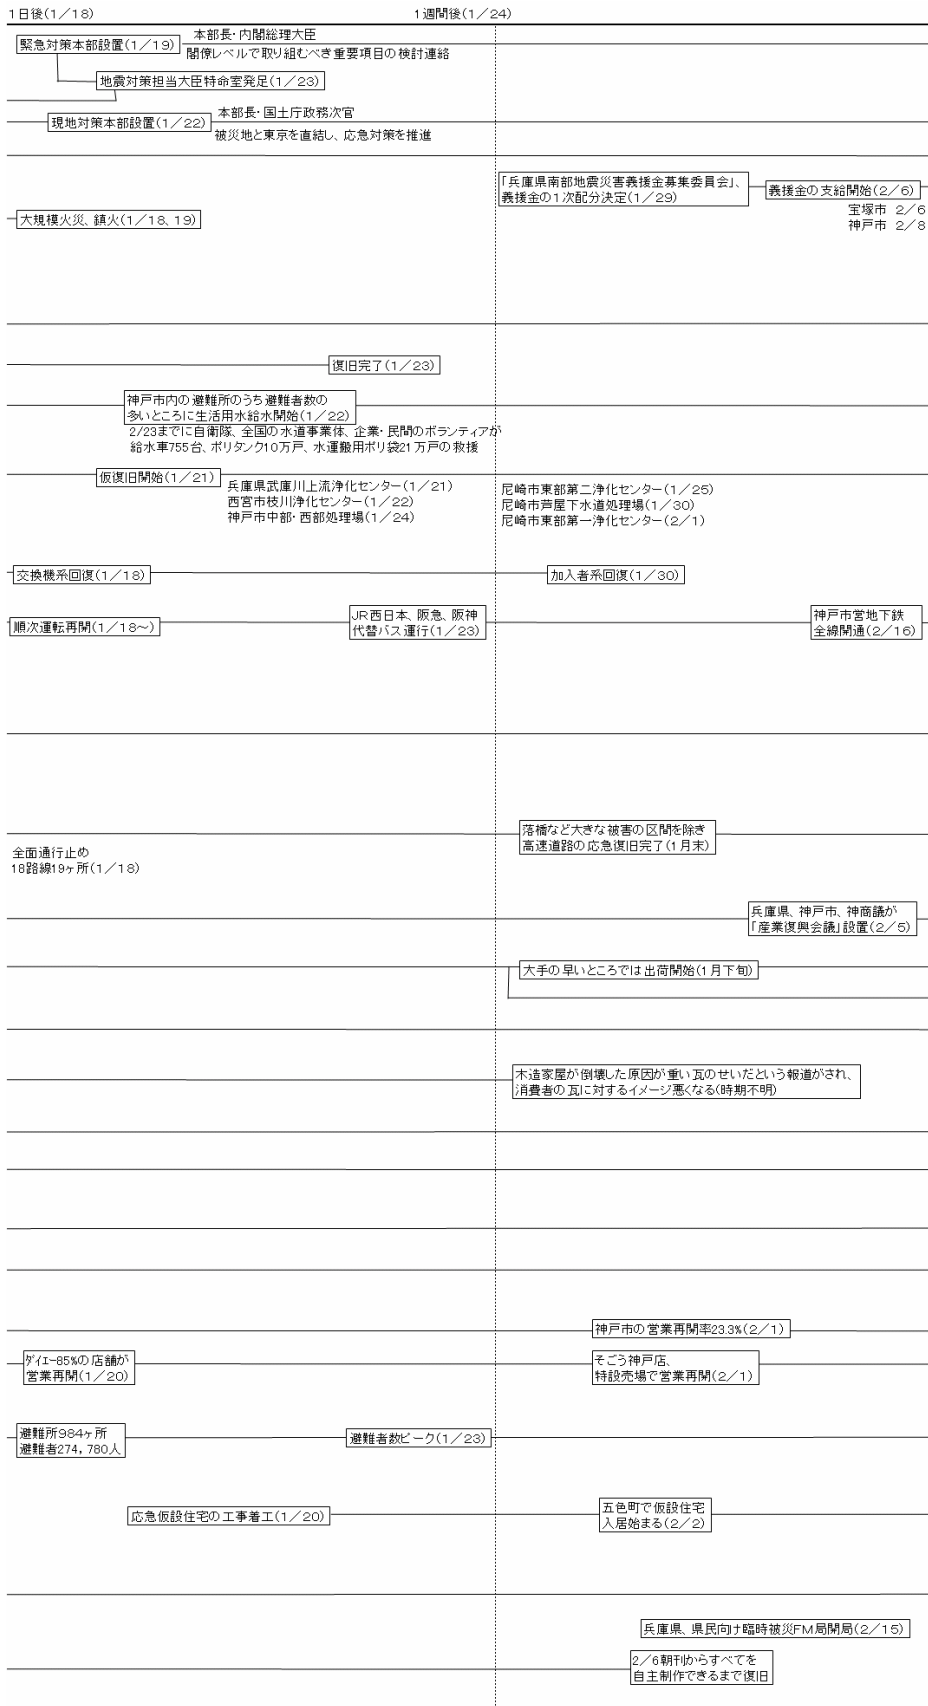 1日後(1/18)
1週間後(1/24)
緊急対策本部設置(1/19)
本部長・内閣総理大臣
閣僚レベルで取り組むべき重要項目の検討連絡
地震対策担当大臣特命室発足(1/23)
現地対策本部設置(1/22)
本部長・国土庁政務次官
被災地と東京を直結し、応急対策を推進
「兵庫県南部地震災害義援金募集委員会」、
義援金の1次配分決定(1/29)
義援金の支給開始(2/6)
宝塚市 2/6
神戸市 2/8
大規模火災、鎮火(1/18、19)
復旧完了(1/23)
神戸市内の避難所のうち避難者数の
多いところに生活用水給水開始(1/22)
2/23までに自衛隊、全国の水道事業体、企業・民間のボランティアが
給水車755台、ポリタンク10万戸、水運搬用ポリ袋21万戸の救援
仮復旧開始(1/21)
兵庫県武庫川上流浄化センター(1/21)
西宮市枝川浄化センター(1/22)
神戸市中部・西部処理場(1/24)
尼崎市東部第二浄化センター(1/25)
尼崎市芦屋下水道処理場(1/30)
尼崎市東部第一浄化センター(2/1)
交換機系回復(1/18)
加入者系回復(1/30)
順次運転再開(1/18~)
JR西日本、阪急、阪神
代替バス運行(1/23)
神戸市営地下鉄
全線開通(2/16)
落橋など大きな被害の区間を除き
高速道路の応急復旧完了(1月末)
全面通行止め
18路線19ヶ所(1/18)
兵庫県、神戸市、神商議が
「産業復興会議」設置(2/5)
大手の早いところでは出荷開始(1月下旬)
木造家屋が倒壊した原因が重い瓦のせいだという報道がされ、
消費者の瓦に対するイメージ悪くなる(時期不明)
神戸市の営業再開率23.3%(2/1)
ダイエー85%の店舗が
営業再開(1/20)
そごう神戸店、
特設売場で営業再開(2/1)
避難所984ヶ所
避難者274,780人
避難者数ピーク(1/23)
応急仮設住宅の工事着工(1/20)
五色町で仮設住宅
入居始まる(2/2)
兵庫県、県民向け臨時被災FM局開局(2/15)
2/6朝刊からすべてを
自主制作できるまで復旧